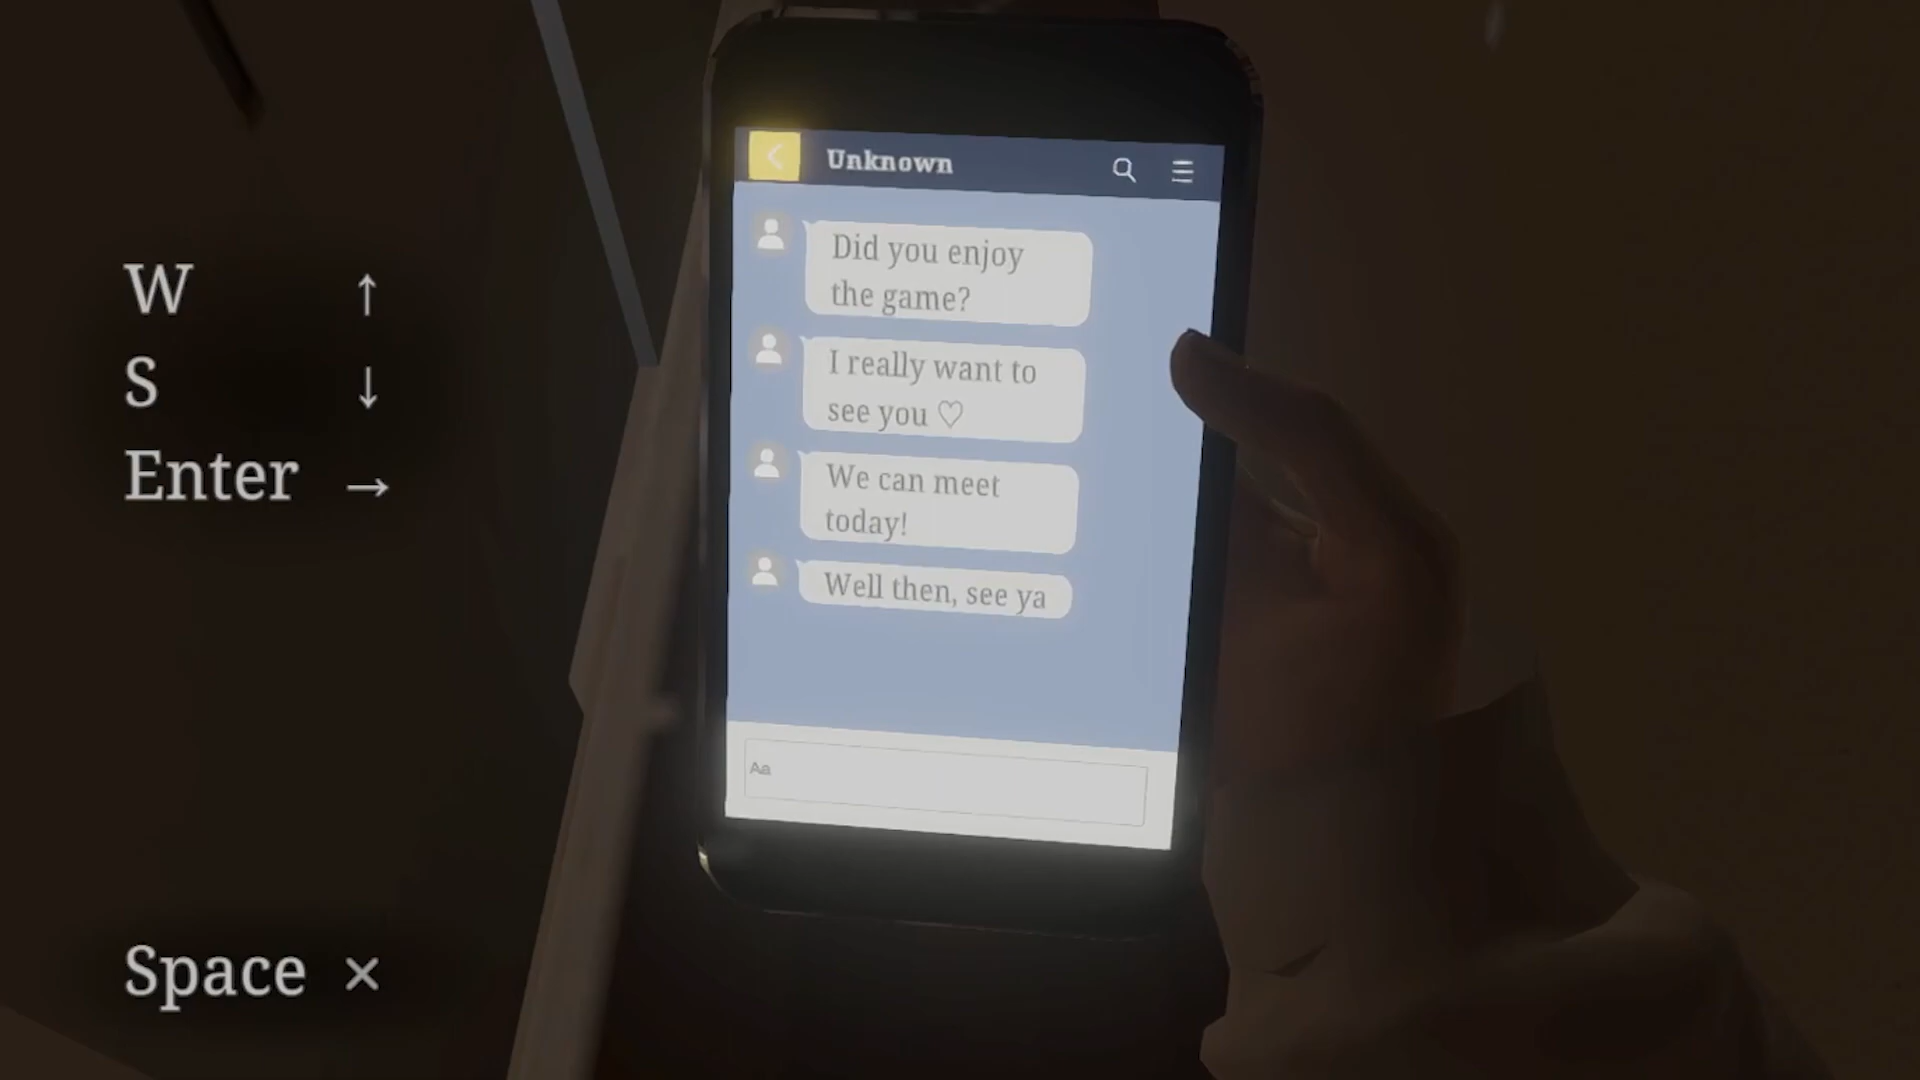 W ↑
S ↓
Enter →
Space ×
Unknown
Did you enjoy
the game?
I really want to
see you ♡
We can meet
today!
Well then, see ya
Aa